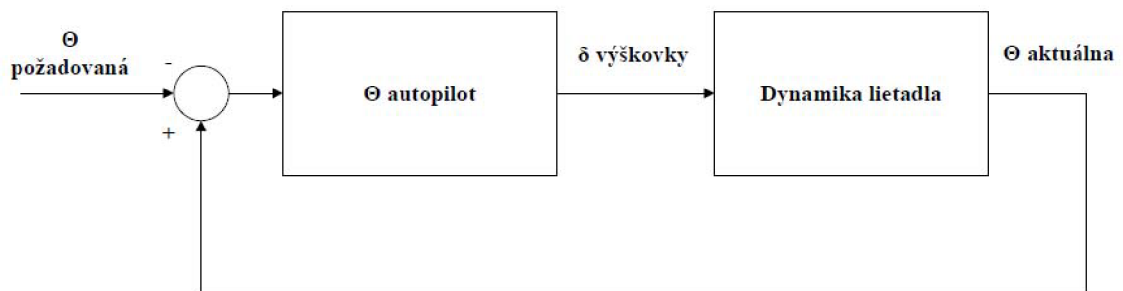 Θ
požadovaná
-
+
Θ autopilot
δ výškovky
Dynamika lietadla
Θ aktuálna